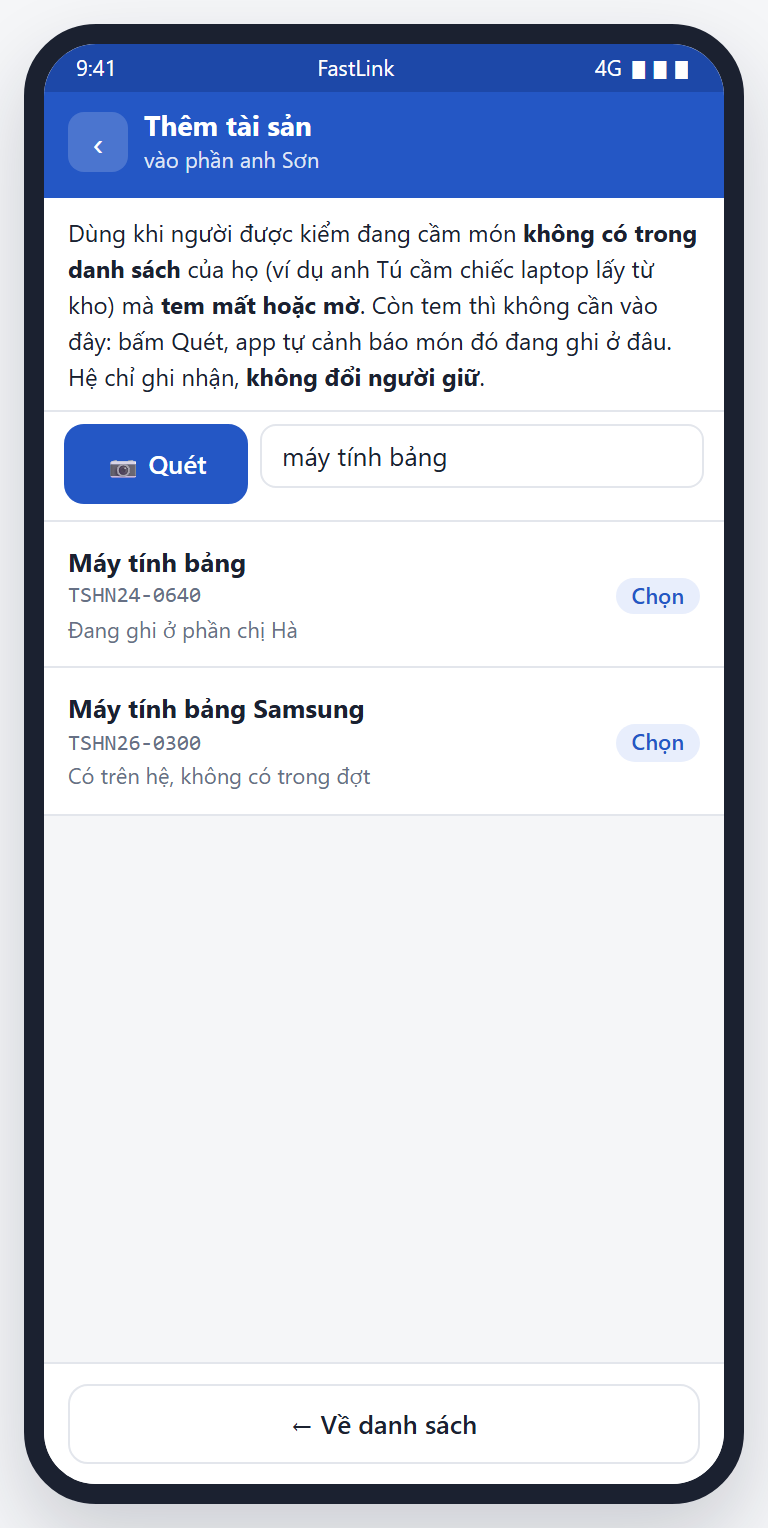 9:41 FastLink 4G
‹
Thêm tài sản
vào phần anh Sơn
Dùng khi người được kiểm đang cầm món không có trong
danh sách của họ (ví dụ anh Tú cầm chiếc laptop lấy từ
kho) mà tem mất hoặc mờ. Còn tem thì không cần vào
đây: bấm Quét, app tự cảnh báo món đó đang ghi ở đâu.
Hệ chỉ ghi nhận, không đổi người giữ.
📷 Quét
máy tính bảng
Máy tính bảng
TSHN24-0640
Đang ghi ở phần chị Hà
Chọn
Máy tính bảng Samsung
TSHN26-0300
Có trên hệ, không có trong đợt
Chọn
← Về danh sách